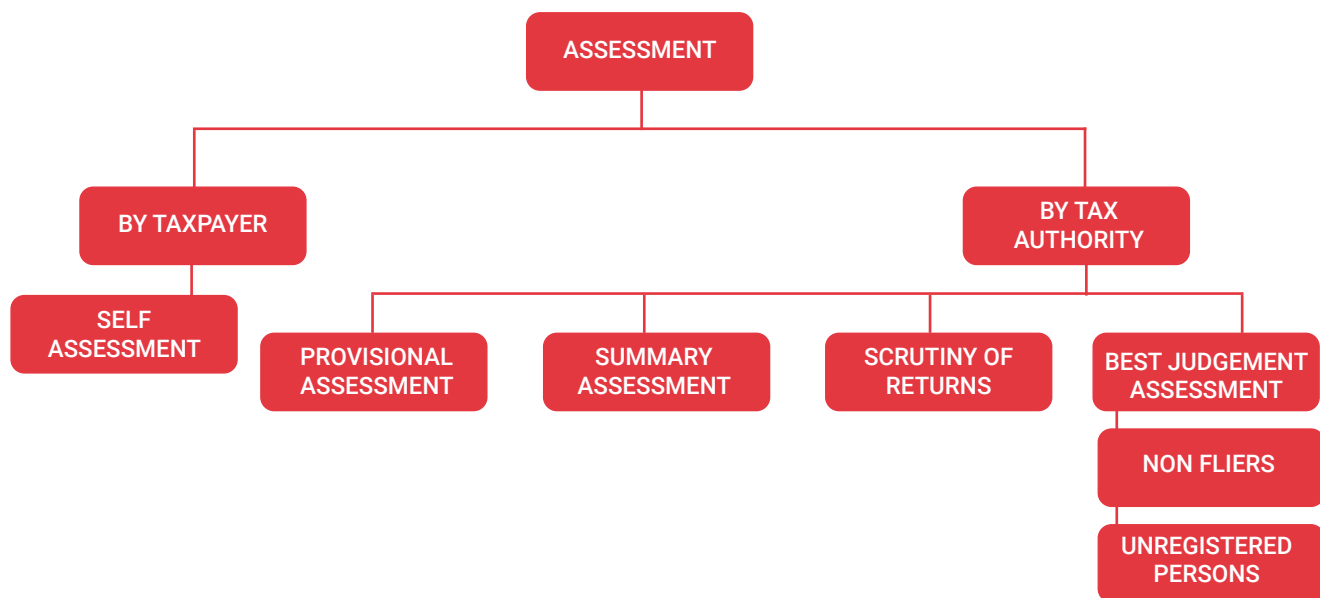 ASSESSMENT
BY TAXPAYER
BY TAX
AUTHORITY
SELF
ASSESSMENT
PROVISIONAL
ASSESSMENT
SUMMARY
ASSESSMENT
SCRUTINY OF
RETURNS
BEST JUDGEMENT
ASSESSMENT
NON FLIERS
UNREGISTERED
PERSONS